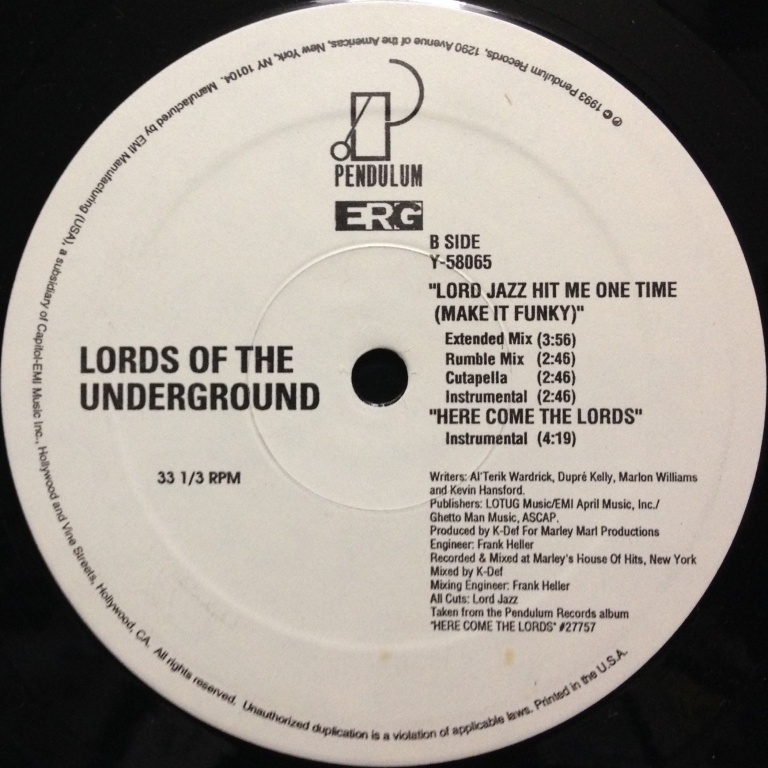 PENDULUM
ERG
B SIDE
Y-58065
"LORD JAZZ HIT ME ONE TIME
(MAKE IT FUNKY)"
Extended Mix (3:56)
Rumble Mix (2:46)
Cutapella (2:46)
Instrumental (2:46)
"HERE COME THE LORDS"
Instrumental (4:19)
LORDS OF THE
UNDERGROUND
33 1/3 RPM
Writers: Al'Terik Wardrick, Dupré Kelly, Marlon Williams
and Kevin Hansford.
Publishers: LOTUG Music/EMI April Music, Inc./
Ghetto Man Music, ASCAP.
Produced by K-Def For Marley Marl Productions
Engineer: Frank Heller
Recorded & Mixed at Marley's House Of Hits, New York
Mixed by K-Def
Mixing Engineer: Frank Heller
All Cuts: Lord Jazz
Taken from the Pendulum Records album
"HERE COME THE LORDS" #27757
℗ © 1993 Pendulum Records, 1290 Avenue of the Americas, New York, NY 10104. Manufactured by EMI Manufacturing (USA), a subsidiary of Capitol-EMI Music Inc., Hollywood and Vine Streets, Hollywood, CA. All rights reserved. Unauthorized duplication is a violation of applicable laws. Printed in the U.S.A.